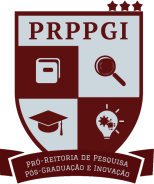 PRPPGI
PRÓ-REITORIA DE PESQUISA
PÓS-GRADUAÇÃO E INOVAÇÃO